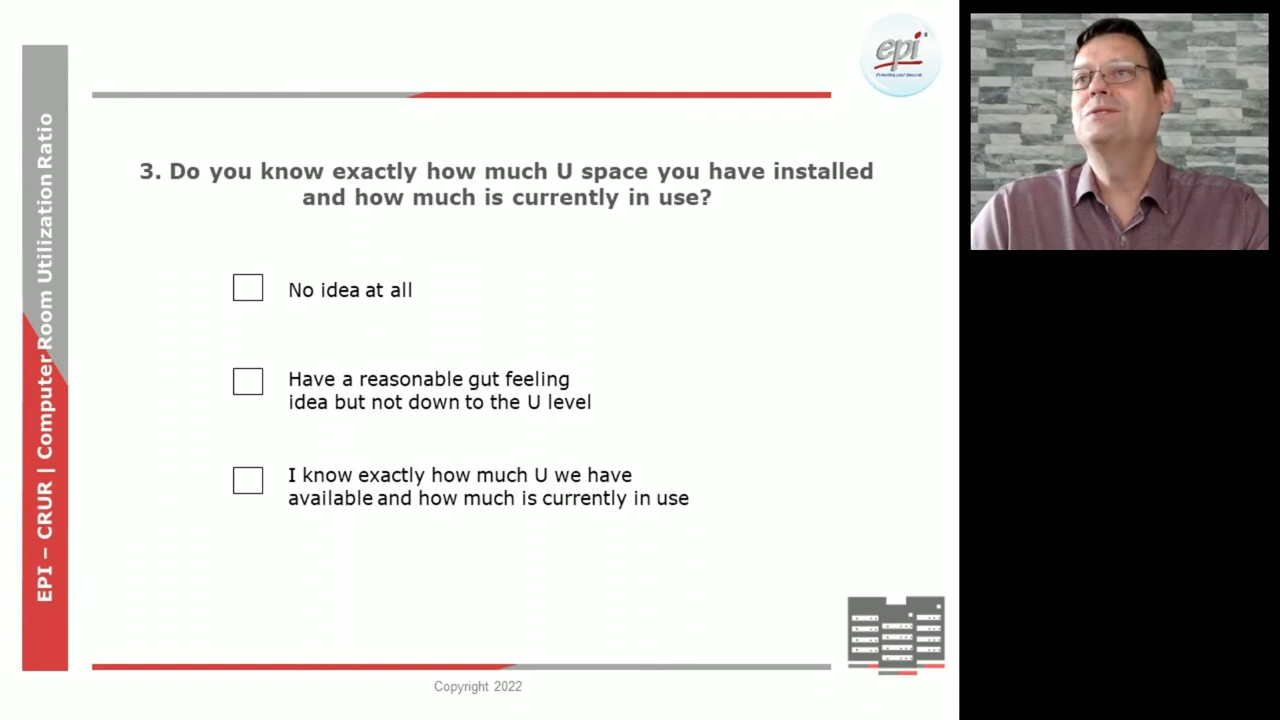 epi
3. Do you know exactly how much U space you have installed
and how much is currently in use?
No idea at all
Have a reasonable gut feeling
idea but not down to the U level
I know exactly how much U we have
available and how much is currently in use
EPI – CRUR | Computer Room Utilization Ratio
Copyright 2022